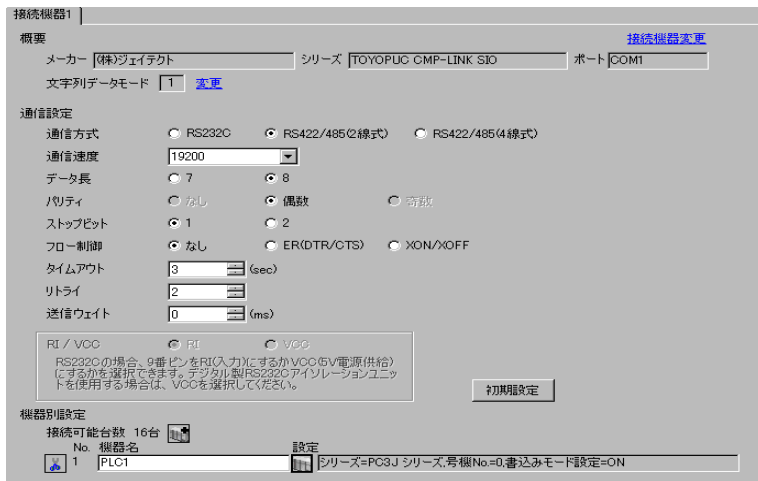 接続機器1
概要
接続機器変更
メーカー (株)ジェイテクト シリーズ TOYOPUC CMP-LINK SIO ポート COM1
文字列データモード 1 変更
通信設定
通信方式 RS232C RS422/485(2線式) RS422/485(4線式)
通信速度 19200
データ長 7 8
パリティ なし 偶数 奇数
ストップビット 1 2
フロー制御 なし ER(DTR/CTS) XON/XOFF
タイムアウト 3 (sec)
リトライ 2
送信ウェイト 0 (ms)
RI / VCC RI VCC
RS232Cの場合、9番ピンをRI(入力)にするかVCC(5V電源供給)
にするかを選択できます。デジタル製RS232Cアイソレーションユニッ
トを使用する場合は、VCCを選択してください。
初期設定
機器別設定
接続可能台数 16台
No. 機器名 設定
1 PLC1 シリーズ=PC3J シリーズ,号機No.=0,書込みモード設定=ON